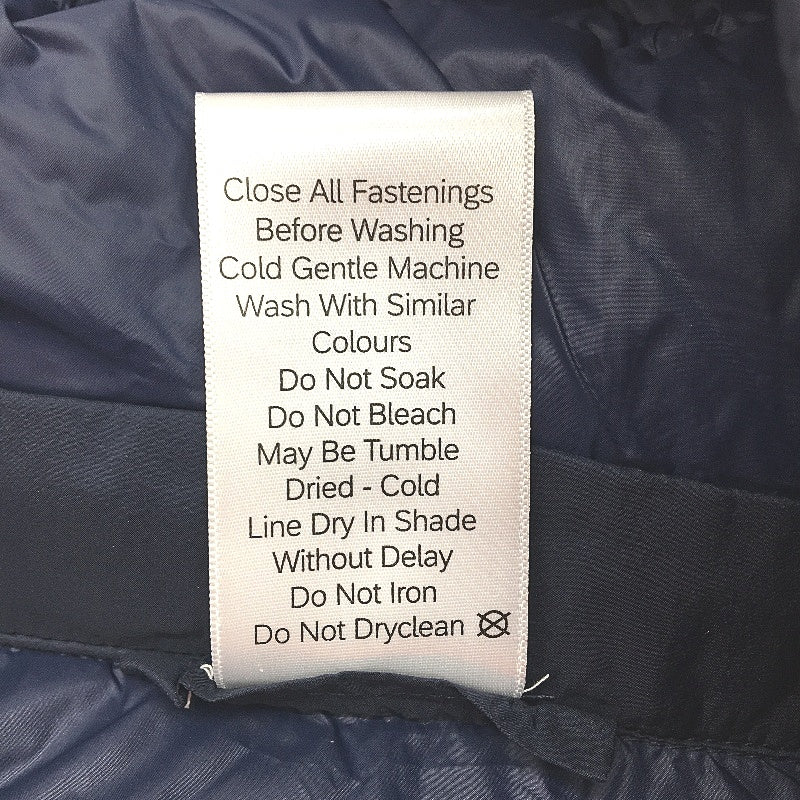 Close All Fastenings
Before Washing
Cold Gentle Machine
Wash With Similar
Colours
Do Not Soak
Do Not Bleach
May Be Tumble
Dried - Cold
Line Dry In Shade
Without Delay
Do Not Iron
Do Not Dryclean